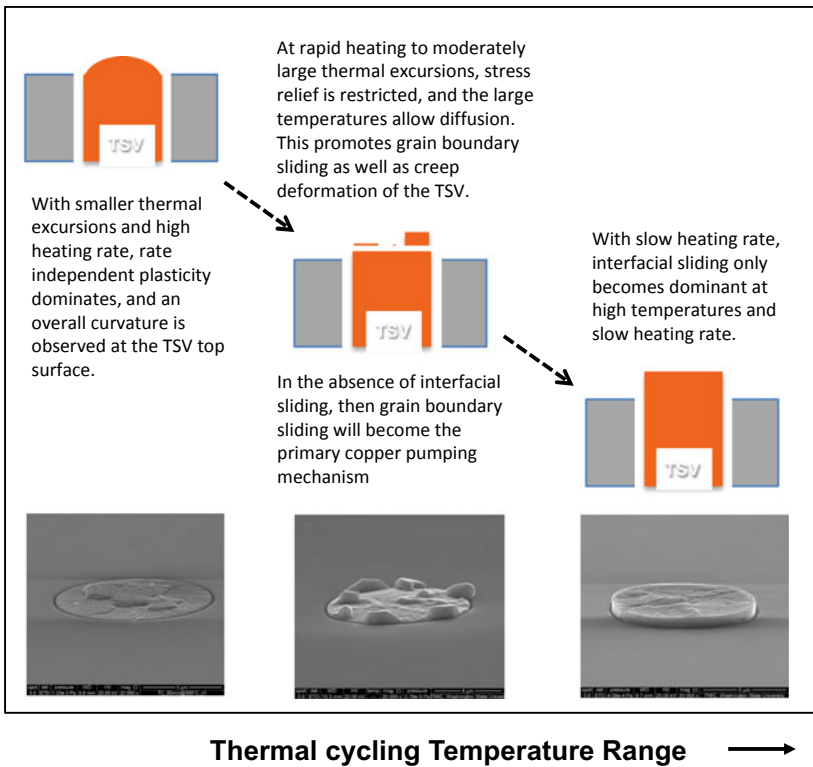 At rapid heating to moderately
large thermal excursions, stress
relief is restricted, and the large
temperatures allow diffusion.
This promotes grain boundary
sliding as well as creep
deformation of the TSV.
TSV
With smaller thermal
excursions and high
heating rate, rate
independent plasticity
dominates, and an
overall curvature is
observed at the TSV top
surface.
TSV
In the absence of interfacial
sliding, then grain boundary
sliding will become the
primary copper pumping
mechanism
With slow heating rate,
interfacial sliding only
becomes dominant at
high temperatures and
slow heating rate.
TSV
Thermal cycling Temperature Range